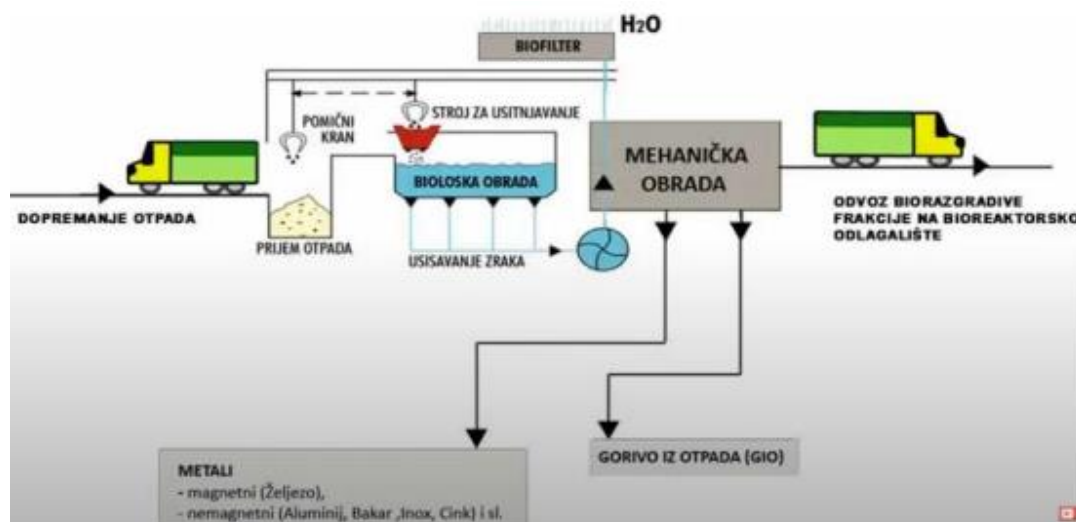 H2O
BIOFILTER
POMIČNI
KRAN
STROJ ZA USITNJAVANJE
MEHANIČKA
OBRADA
BIOLOSKA OBRADA
DOPREMANJE OTPADA
PRIJEM OTPADA
USISAVANJE ZRAKA
ODVOZ BIORAZGRADIVE
FRAKCIJE NA BIOREAKTORSKO
ODLAGALIŠTE
METALI
- magnetni (Željezo),
- nemagnetni (Aluminij, Bakar ,Inox, Cink) i sl.
GORIVO IZ OTPADA (GIO)